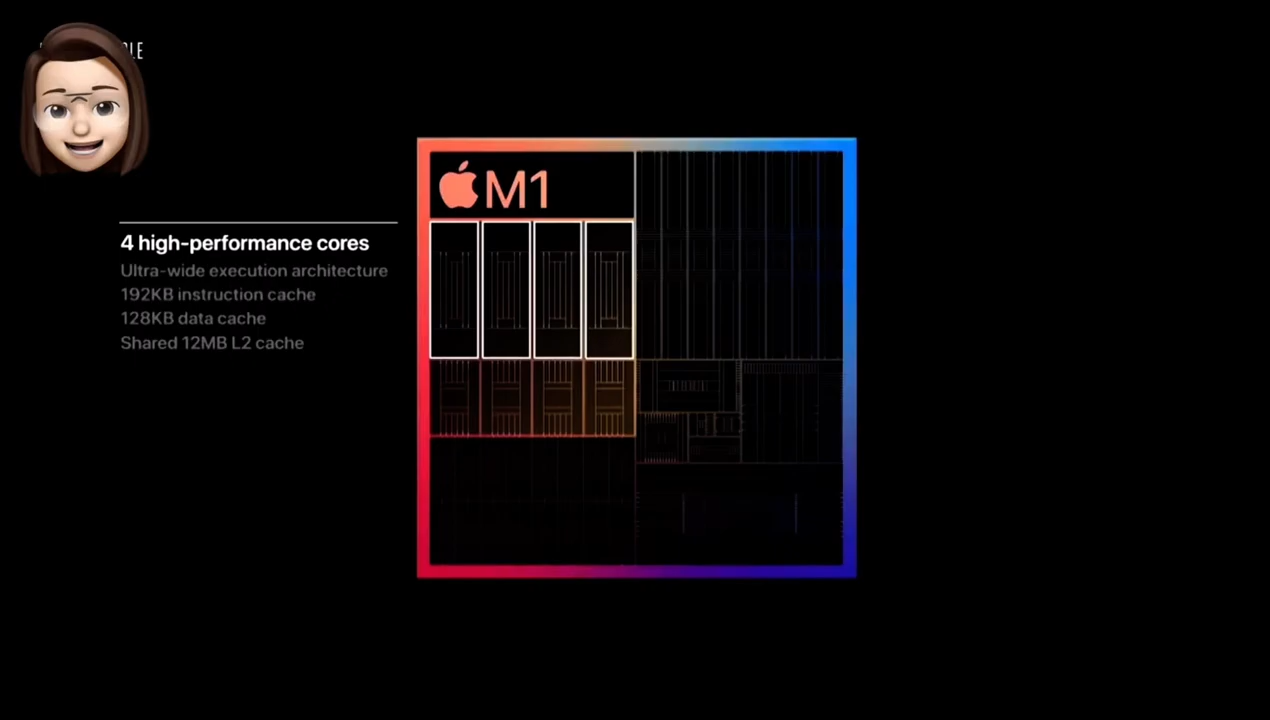 M1
4 high-performance cores
Ultra-wide execution architecture
192KB instruction cache
128KB data cache
Shared 12MB L2 cache